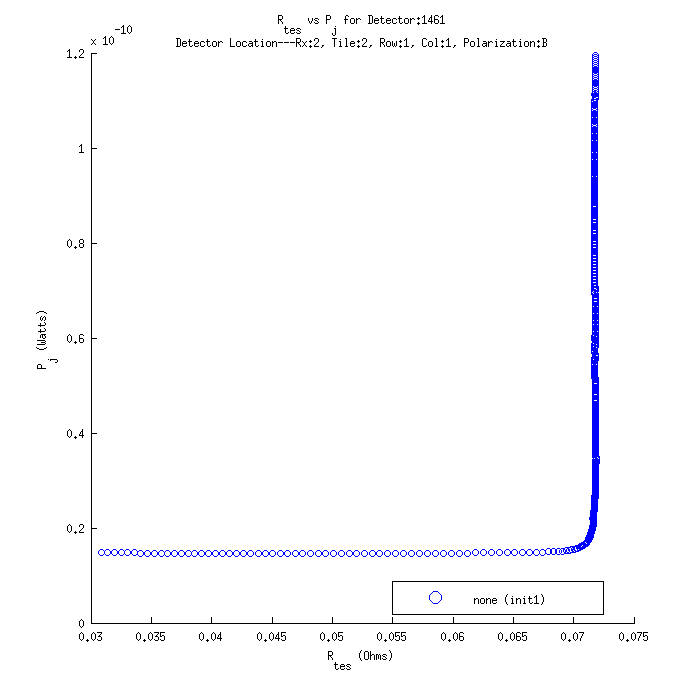 R_tes vs P_j for Detector:1461
x 10^-10
Detector Location---Rx:2, Tile:2, Row:1, Col:1, Polarization:B
1.2
1
0.8
0.6
0.4
0.2
0
P_j (Watts)
none (init1)
0.03 0.035 0.04 0.045 0.05 0.055 0.06 0.065 0.07 0.075
R_tes (Ohms)